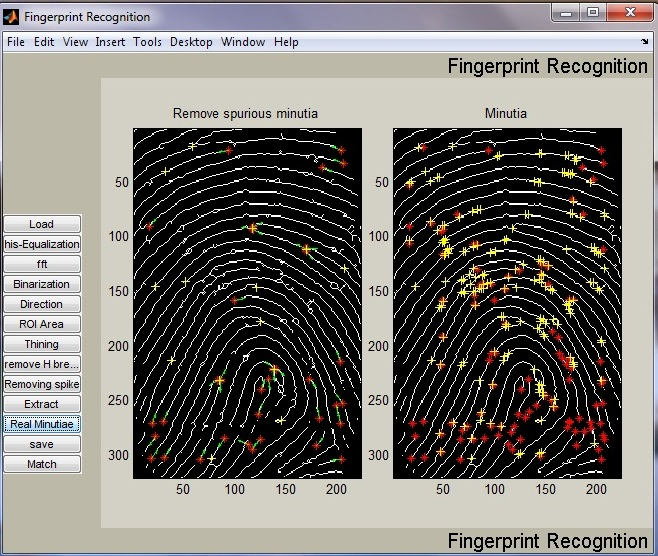 Fingerprint Recognition
File Edit View Insert Tools Desktop Window Help
Fingerprint Recognition
Remove spurious minutia
Minutia
50
100
150
200
250
300
50 100 150 200
50
100
150
200
250
300
50 100 150 200
Load
his-Equalization
fft
Binarization
Direction
ROI Area
Thining
remove H bre...
Removing spike
Extract
Real Minutiae
save
Match
Fingerprint Recognition